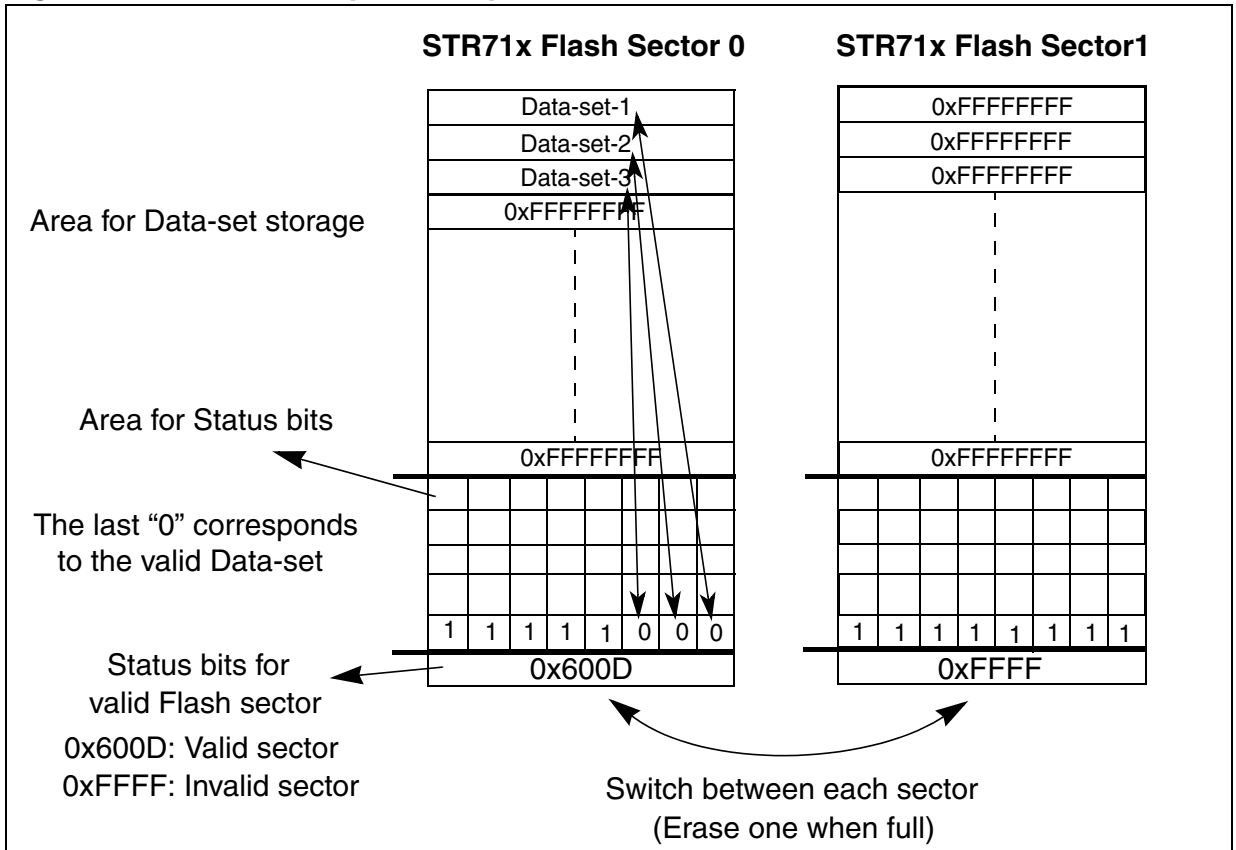 STR71x Flash Sector 0
STR71x Flash Sector1
Data-set-1
Data-set-2
Data-set-3
0xFFFFFFFF
0xFFFFFFFF
0xFFFFFFFF
0xFFFFFFFF
0xFFFFFFFF
0xFFFFFFFF
Area for Data-set storage
Area for Status bits
The last “0” corresponds
to the valid Data-set
1 1 1 1 1 0 0 0
1 1 1 1 1 1 1 1
0x600D
0xFFFF
Status bits for
valid Flash sector
0x600D: Valid sector
0xFFFF: Invalid sector
Switch between each sector
(Erase one when full)